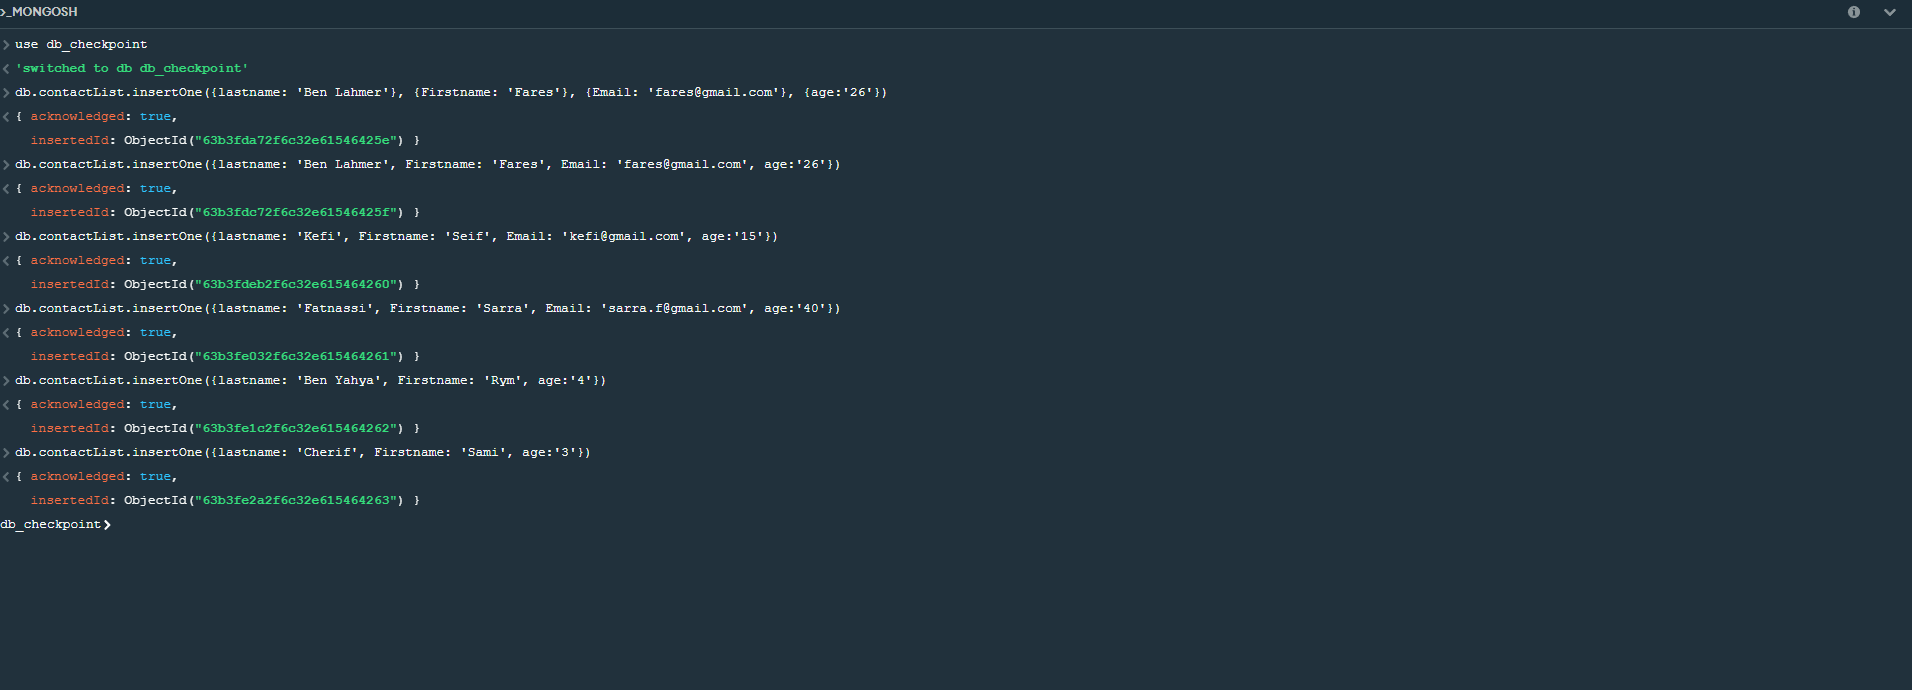 >_MONGOSH
> use db_checkpoint
< 'switched to db db_checkpoint'
> db.contactList.insertOne({lastname: 'Ben Lahmer'}, {Firstname: 'Fares'}, {Email: 'fares@gmail.com'}, {age:'26'})
< { acknowledged: true,
insertedId: ObjectId("63b3fda72f6c32e61546425e") }
> db.contactList.insertOne({lastname: 'Ben Lahmer', Firstname: 'Fares', Email: 'fares@gmail.com', age:'26'})
< { acknowledged: true,
insertedId: ObjectId("63b3fdc72f6c32e61546425f") }
> db.contactList.insertOne({lastname: 'Kefi', Firstname: 'Seif', Email: 'kefi@gmail.com', age:'15'})
< { acknowledged: true,
insertedId: ObjectId("63b3fdeb2f6c32e615464260") }
> db.contactList.insertOne({lastname: 'Fatnassi', Firstname: 'Sarra', Email: 'sarra.f@gmail.com', age:'40'})
< { acknowledged: true,
insertedId: ObjectId("63b3fe032f6c32e615464261") }
> db.contactList.insertOne({lastname: 'Ben Yahya', Firstname: 'Rym', age:'4'})
< { acknowledged: true,
insertedId: ObjectId("63b3fe1c2f6c32e615464262") }
> db.contactList.insertOne({lastname: 'Cherif', Firstname: 'Sami', age:'3'})
< { acknowledged: true,
insertedId: ObjectId("63b3fe2a2f6c32e615464263") }
db_checkpoint>